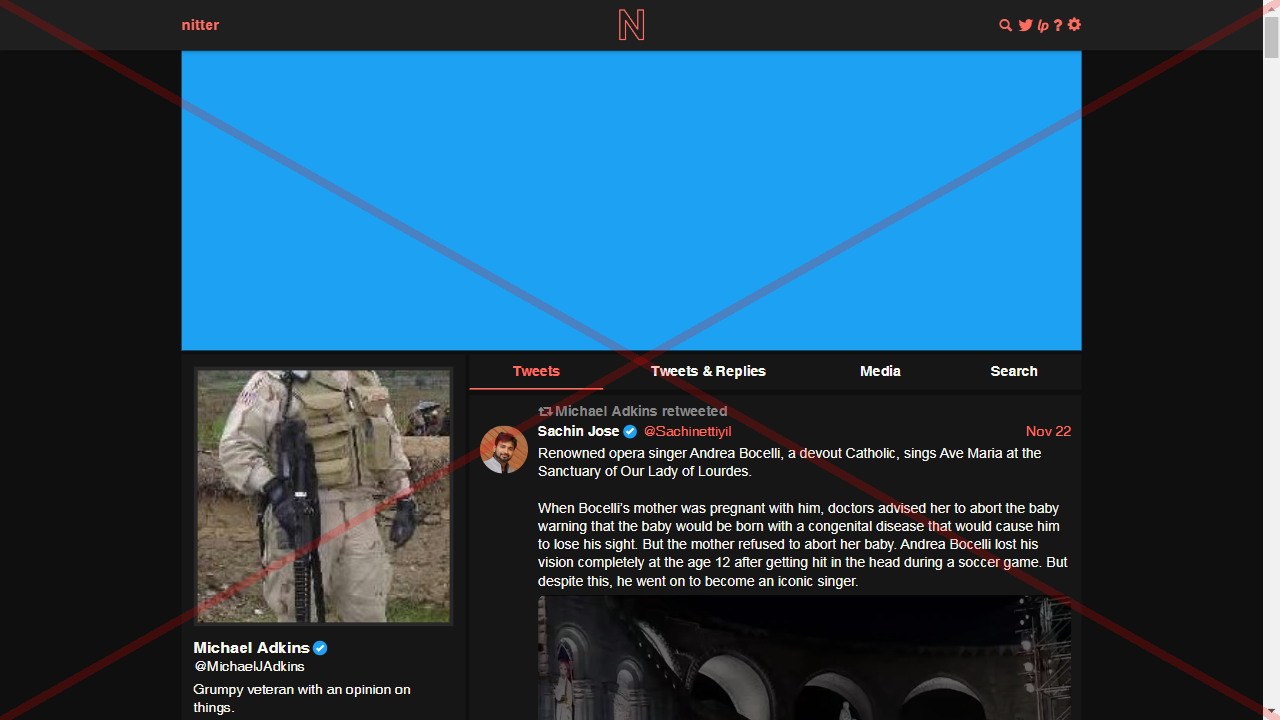 nitter
N
lp ?
Tweets
Tweets & Replies
Media
Search
Michael Adkins retweeted
Sachin Jose @Sachinettiyil Nov 22
Renowned opera singer Andrea Bocelli, a devout Catholic, sings Ave Maria at the
Sanctuary of Our Lady of Lourdes.
When Bocelli's mother was pregnant with him, doctors advised her to abort the baby
warning that the baby would be born with a congenital disease that would cause him
to lose his sight. But the mother refused to abort her baby. Andrea Bocelli lost his
vision completely at the age 12 after getting hit in the head during a soccer game. But
despite this, he went on to become an iconic singer.
Michael Adkins
@MichaelJAdkins
Grumpy veteran with an opinion on
things.